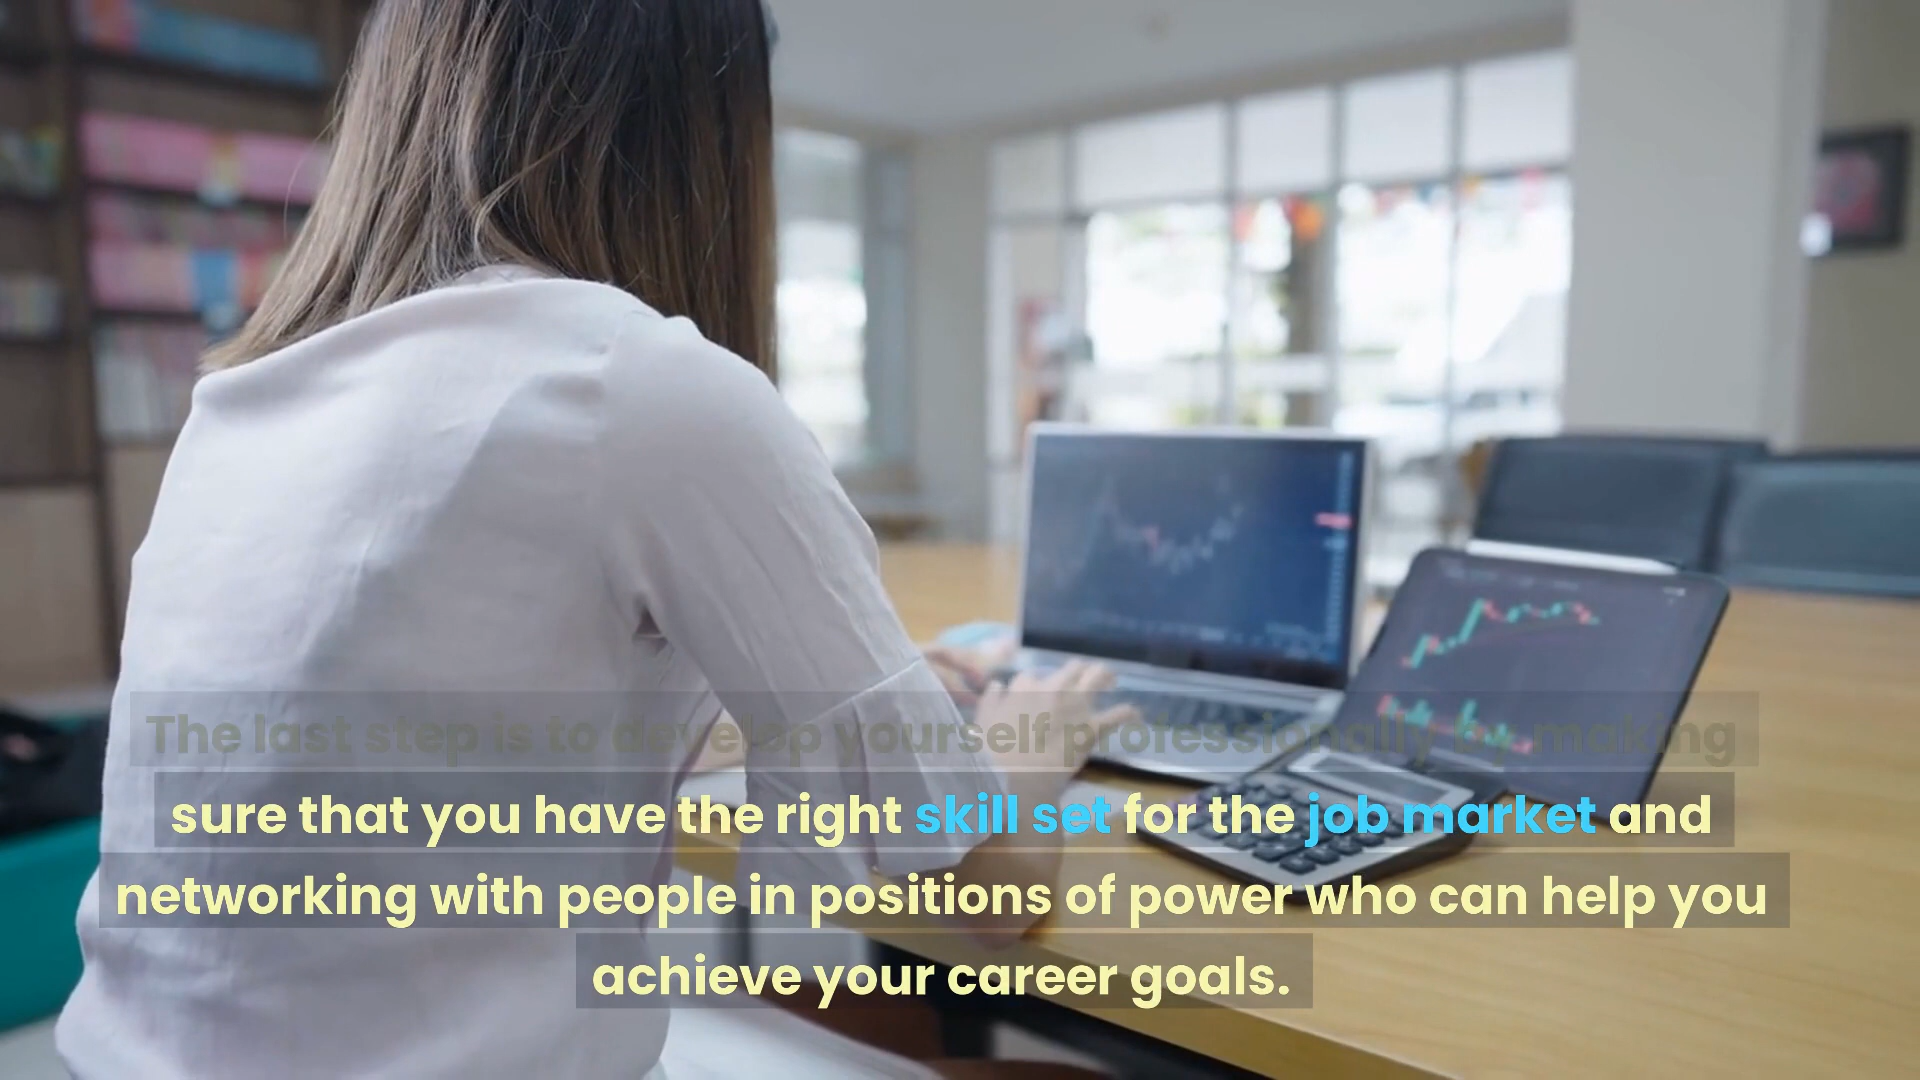 The last step is to develop yourself professionally by making
sure that you have the right skill set for the job market and
networking with people in positions of power who can help you
achieve your career goals.